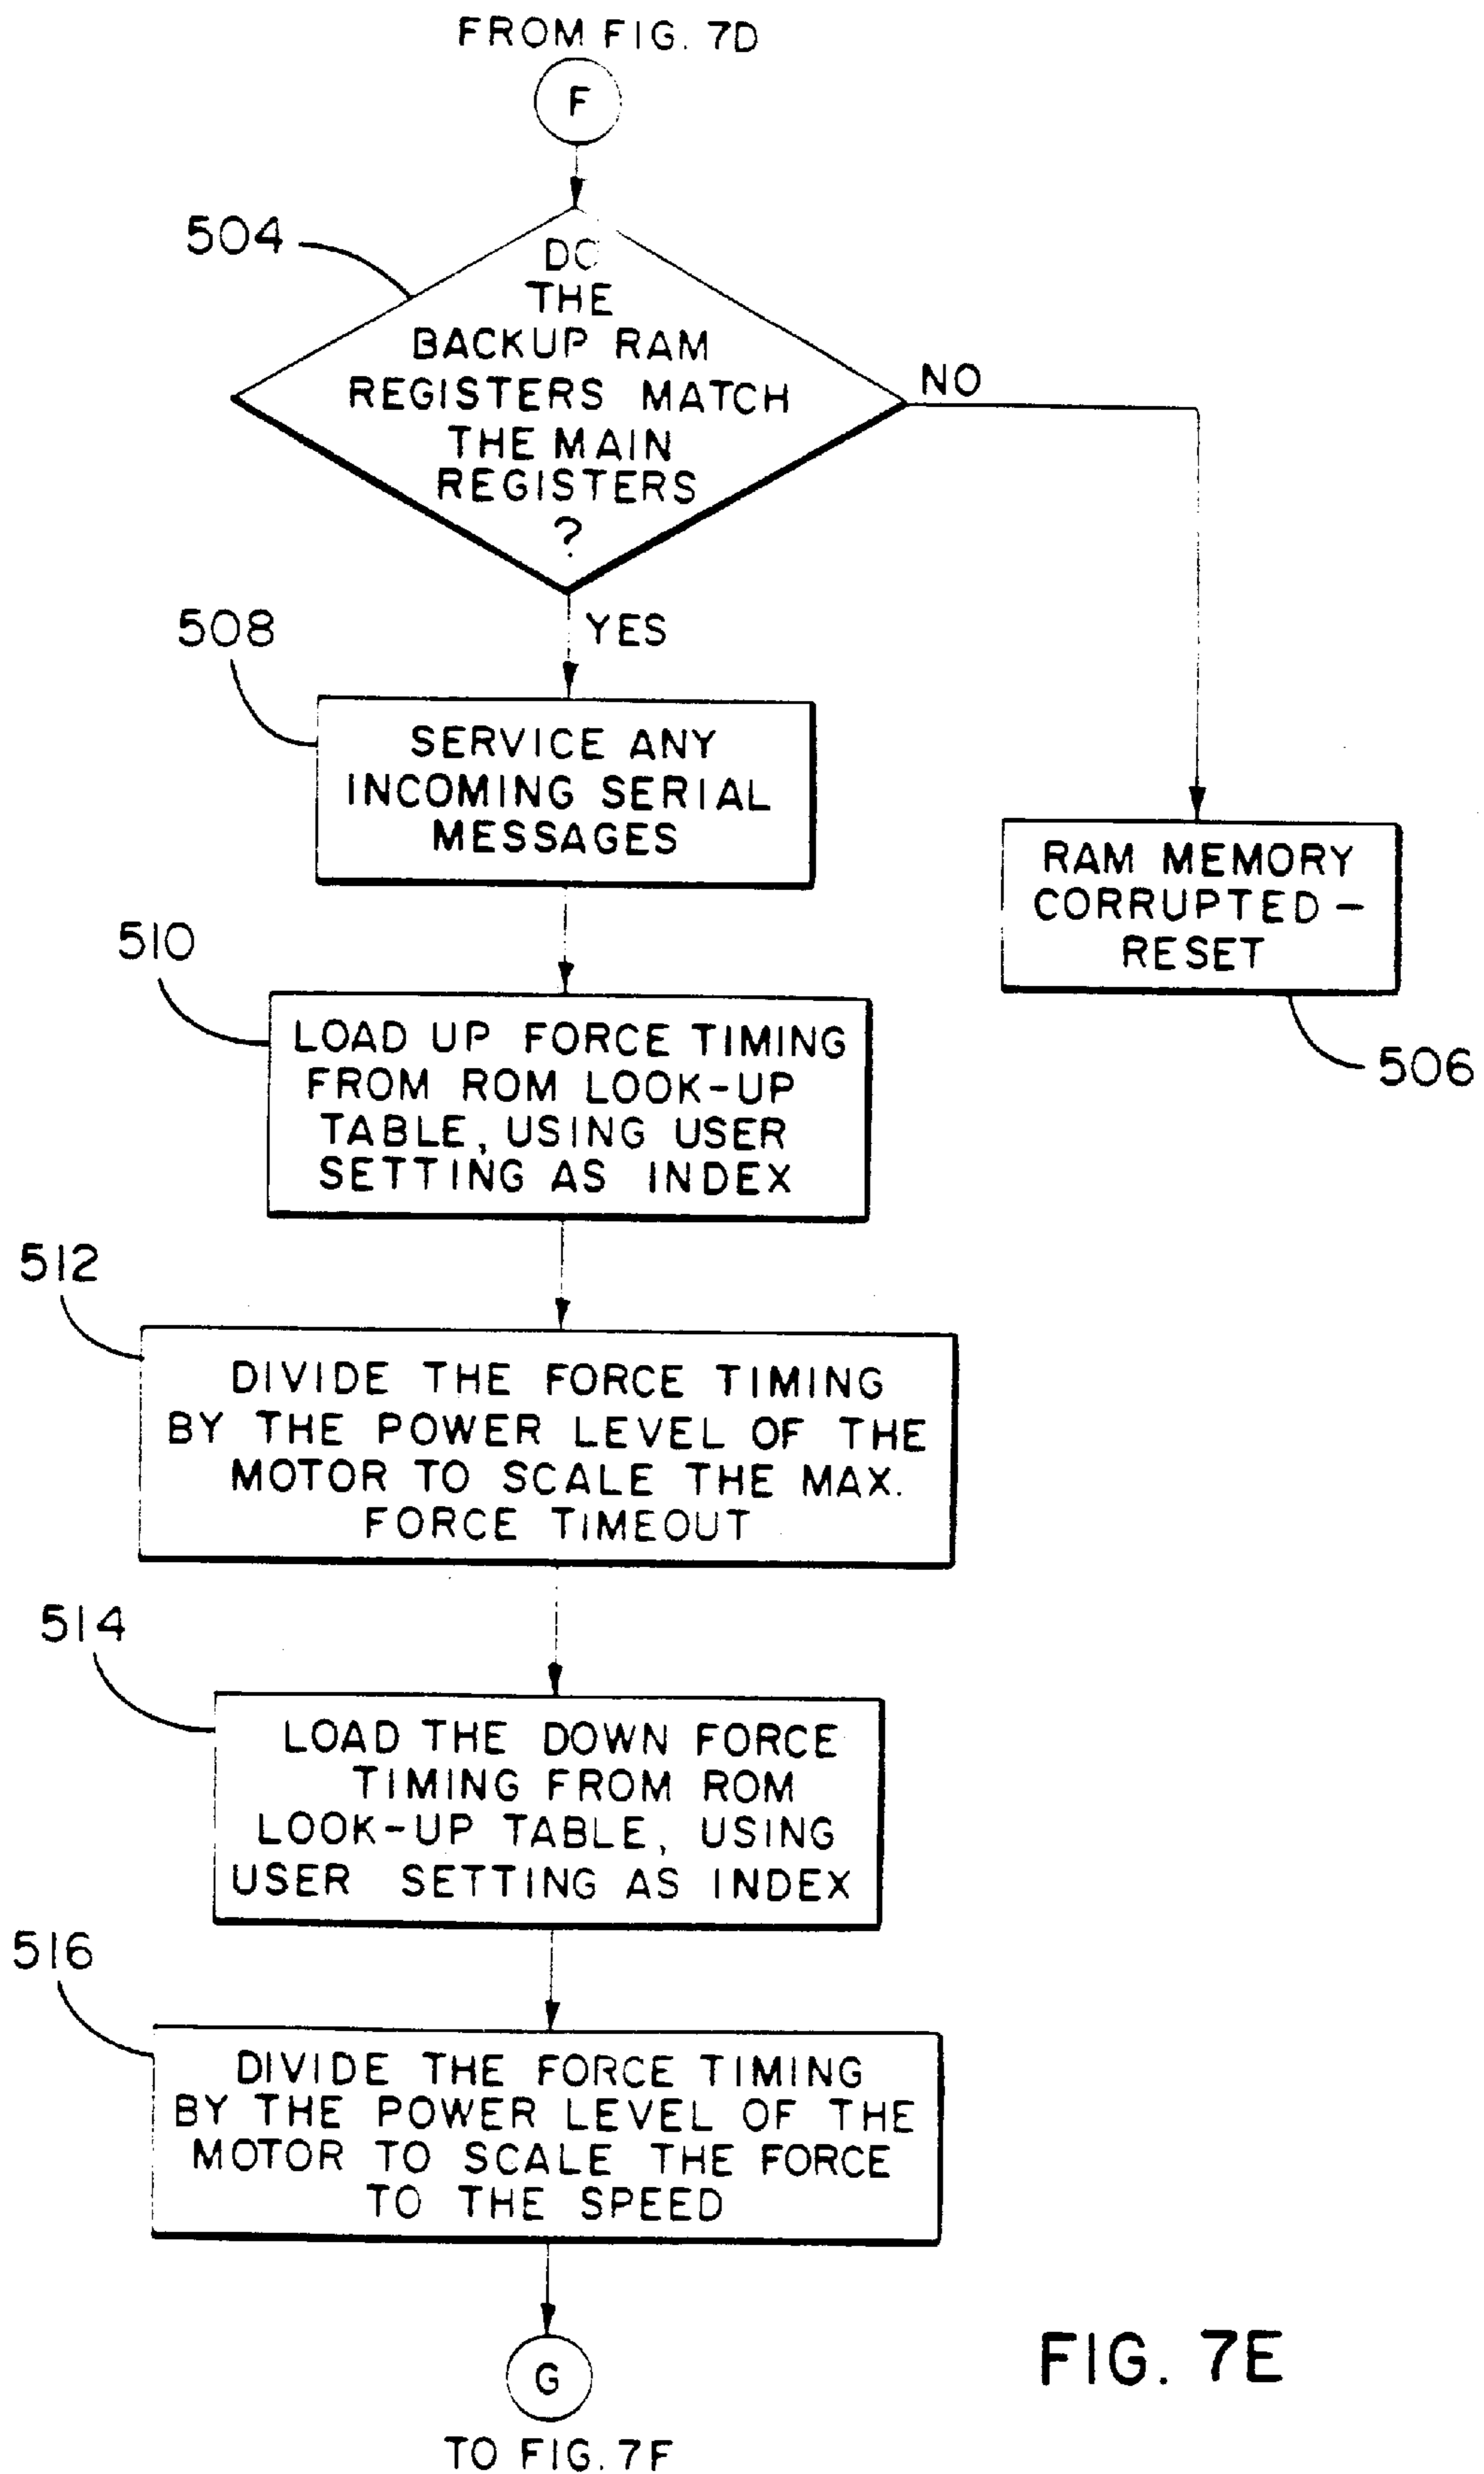 FROM FIG. 7D
F
504
DO
THE
BACKUP RAM
REGISTERS MATCH
THE MAIN
REGISTERS
?
NO
YES
508
SERVICE ANY
INCOMING SERIAL
MESSAGES
RAM MEMORY
CORRUPTED-
RESET
506
510
LOAD UP FORCE TIMING
FROM ROM LOOK-UP
TABLE, USING USER
SETTING AS INDEX
512
DIVIDE THE FORCE TIMING
BY THE POWER LEVEL OF THE
MOTOR TO SCALE THE MAX.
FORCE TIMEOUT
514
LOAD THE DOWN FORCE
TIMING FROM ROM
LOOK-UP TABLE, USING
USER SETTING AS INDEX
516
DIVIDE THE FORCE TIMING
BY THE POWER LEVEL OF THE
MOTOR TO SCALE THE FORCE
TO THE SPEED
G
TO FIG. 7F
FIG. 7E